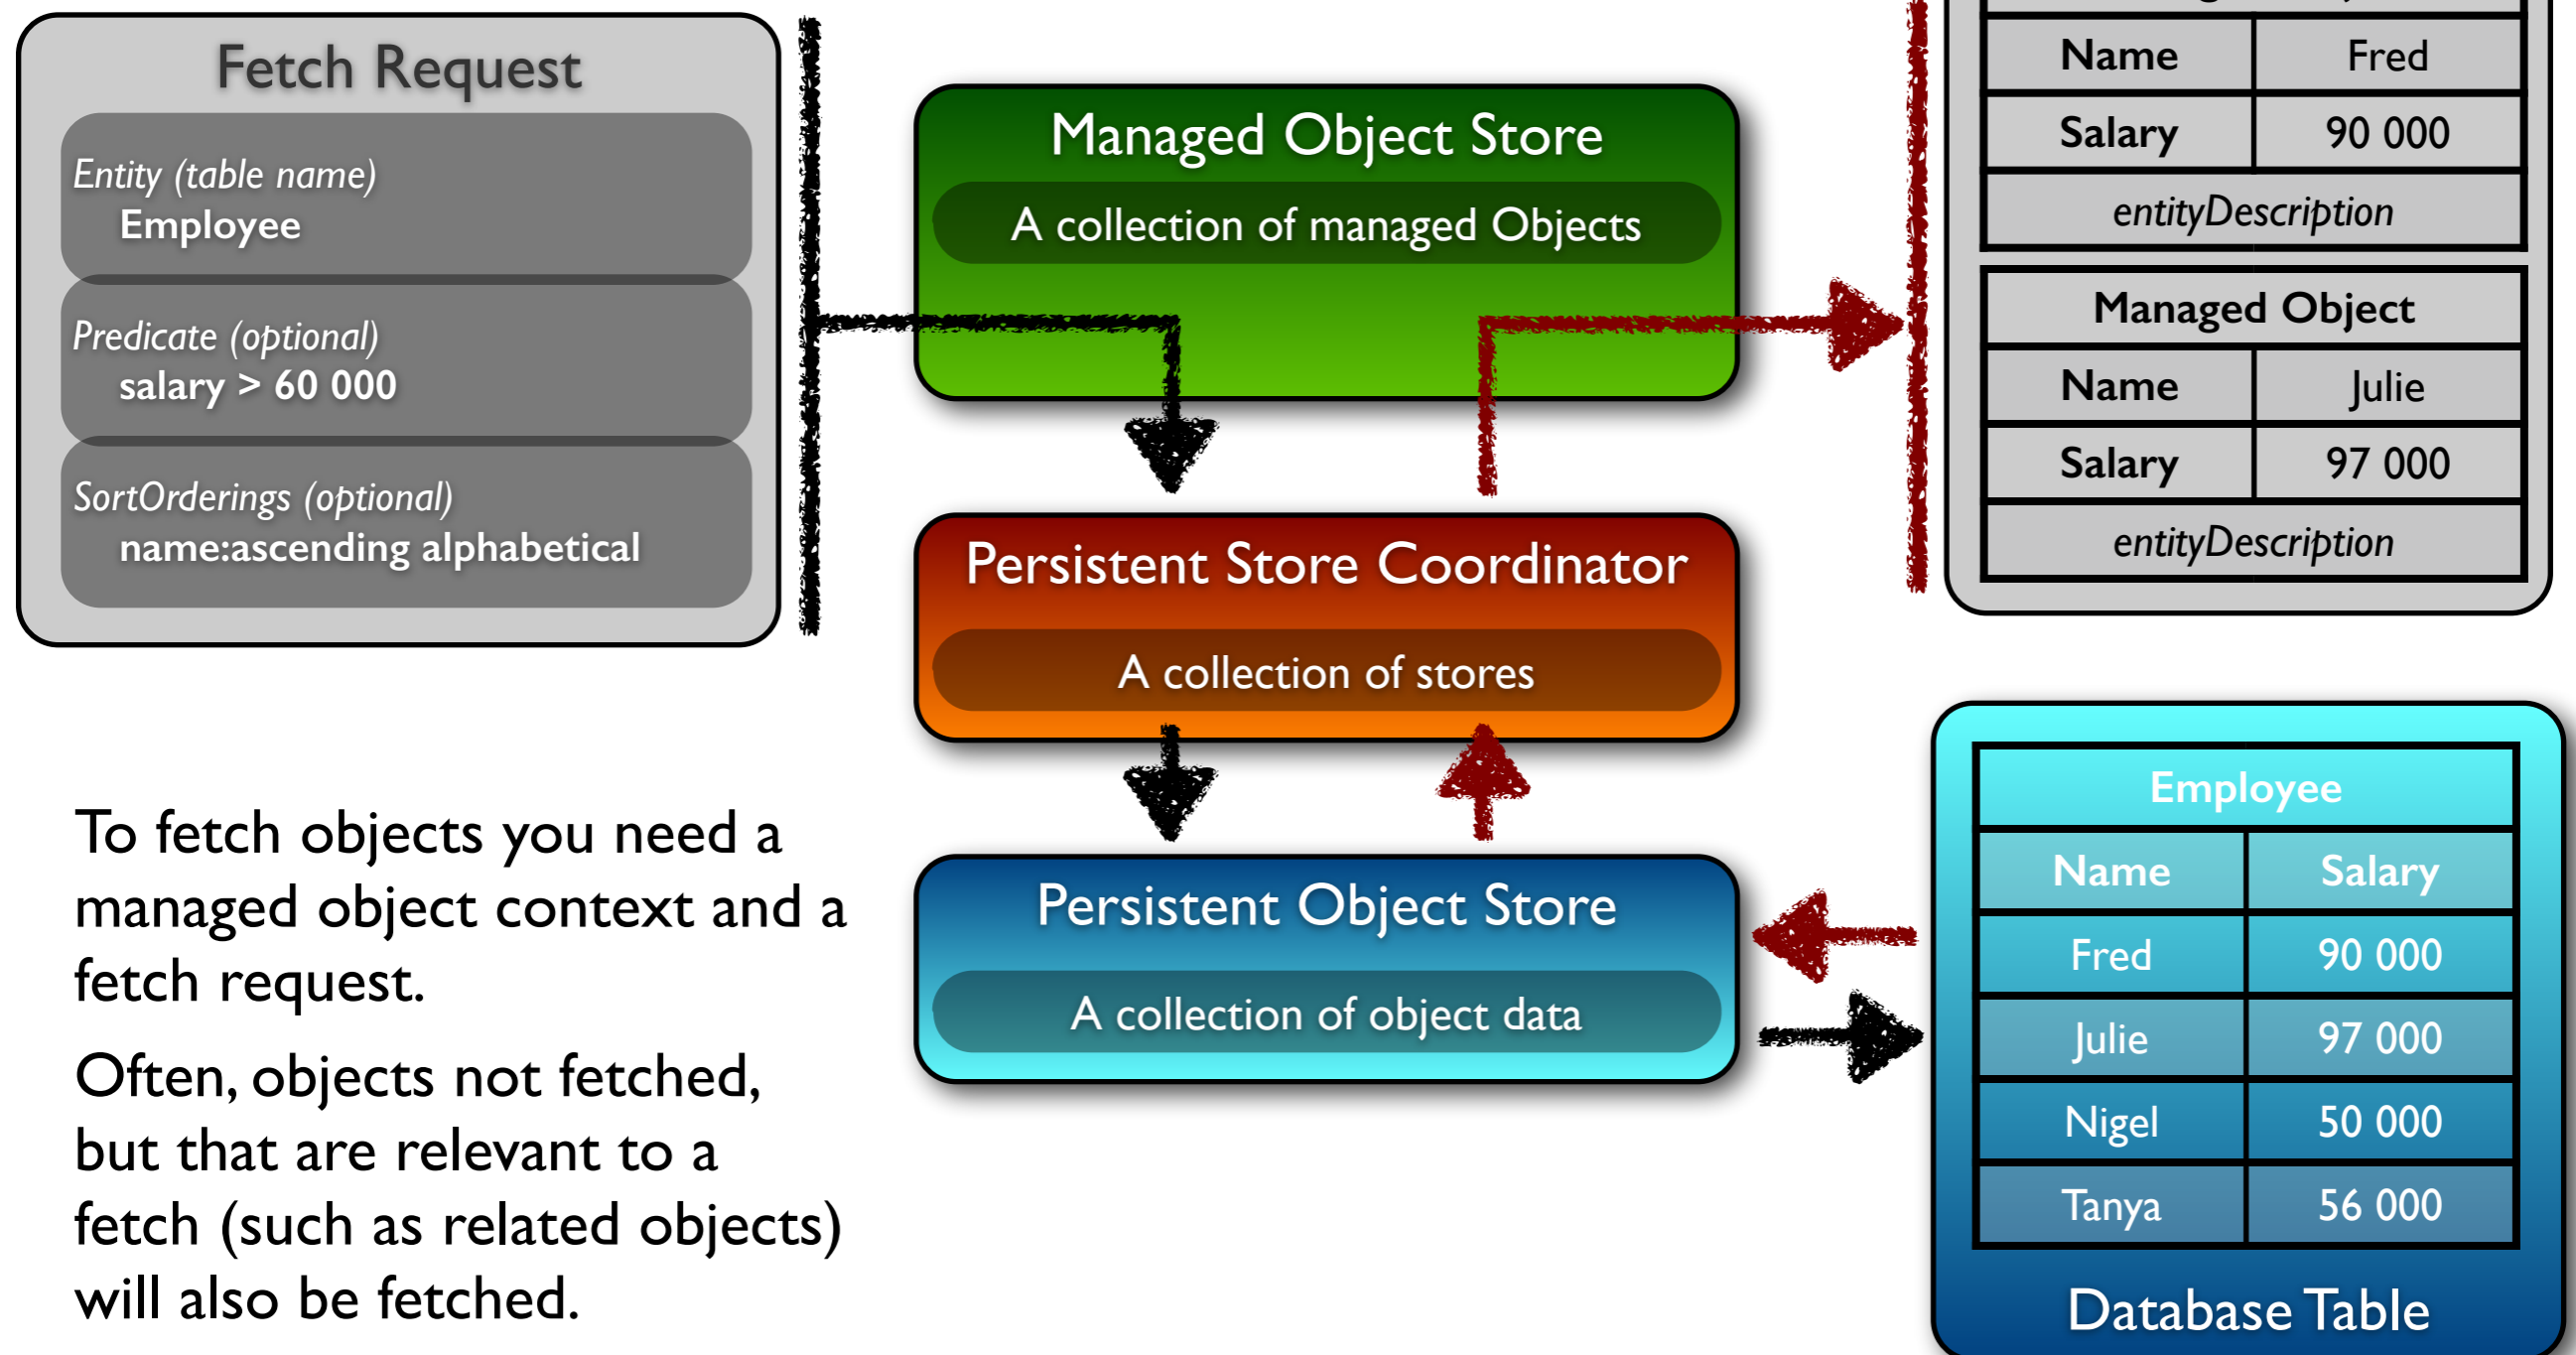 Fetch Request
Entity (table name)
Employee
Predicate (optional)
salary > 60 000
SortOrderings (optional)
name:ascending alphabetical
To fetch objects you need a
managed object context and a
fetch request.
Often, objects not fetched,
but that are relevant to a
fetch (such as related objects)
will also be fetched.
Managed Object Store
A collection of managed Objects
Persistent Store Coordinator
A collection of stores
Persistent Object Store
A collection of object data
Name Fred
Salary 90 000
entityDescription
Managed Object
Name Julie
Salary 97 000
entityDescription
Employee
Name Salary
Fred 90 000
Julie 97 000
Nigel 50 000
Tanya 56 000
Database Table